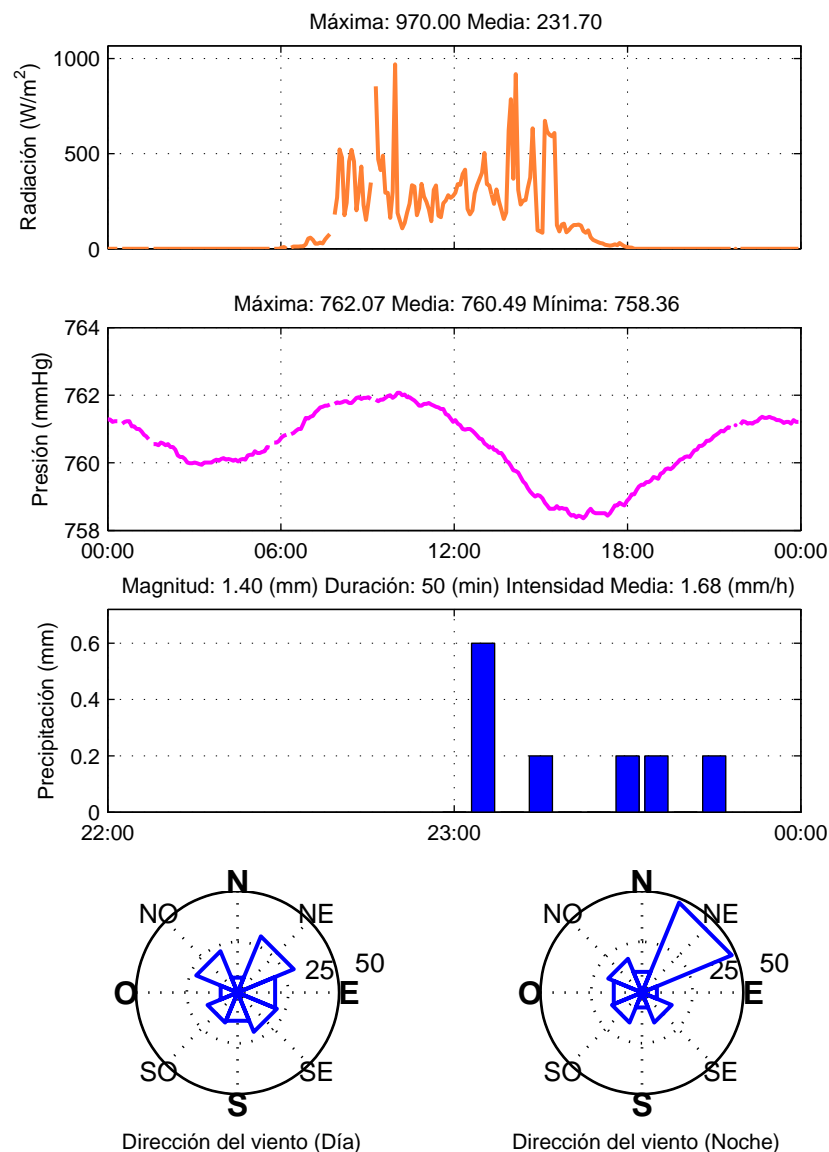 Máxima: 970.00 Media: 231.70
1000
500
0
Radiación (W/m²)
Máxima: 762.07 Media: 760.49 Mínima: 758.36
764
762
760
758
Presión (mmHg)
00:00 06:00 12:00 18:00 00:00
Magnitud: 1.40 (mm) Duración: 50 (min) Intensidad Media: 1.68 (mm/h)
0.6
0.4
0.2
0
Precipitación (mm)
22:00 23:00 00:00
N
NO NE
25 50
O E
SO SE
S
Dirección del viento (Día)
N
NO NE
25 50
O E
SO SE
S
Dirección del viento (Noche)